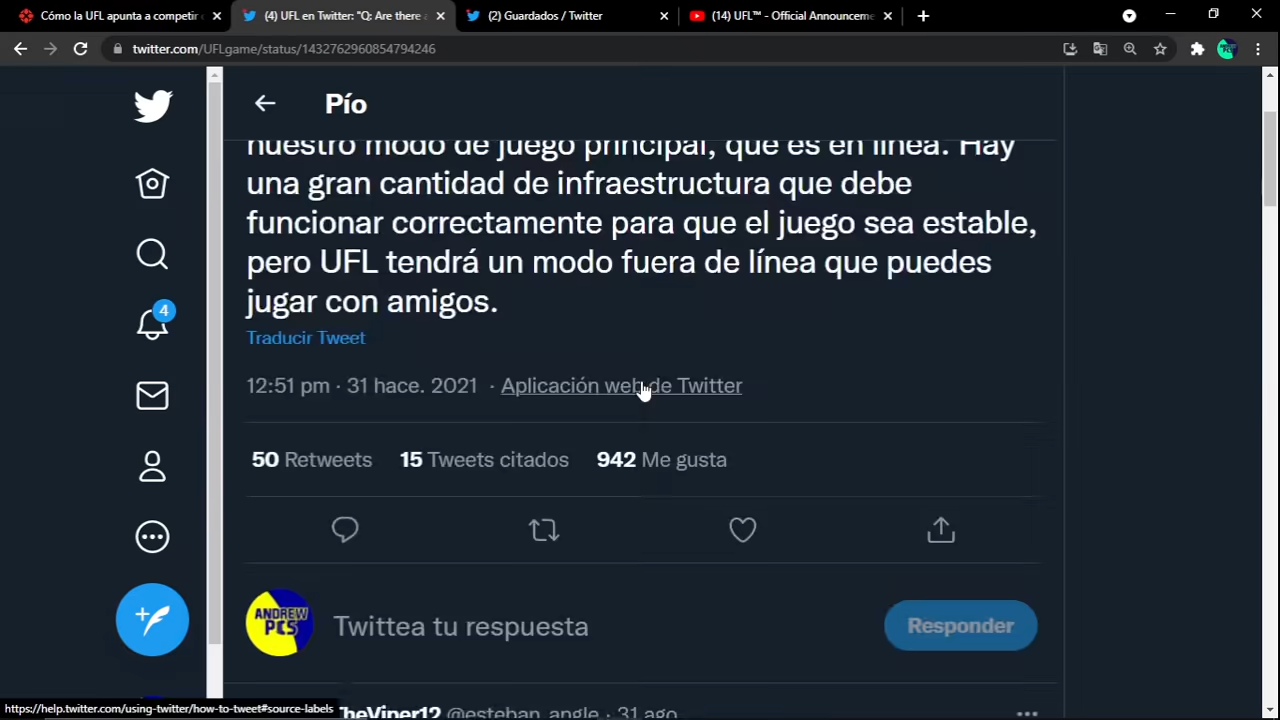 Cómo la UFL apunta a competir
(4) UFL en Twitter: "Q: Are there a
(2) Guardados / Twitter
(14) UFL™ - Official Announceme
twitter.com/UFLgame/status/1432762960854794246
Pío
nuestro modo de juego principal, que es en línea. Hay
una gran cantidad de infraestructura que debe
funcionar correctamente para que el juego sea estable,
pero UFL tendrá un modo fuera de línea que puedes
jugar con amigos.
Traducir Tweet
4
12:51 pm · 31 hace. 2021 · Aplicación web de Twitter
50 Retweets 15 Tweets citados 942 Me gusta
ANDREW
PCS
Twittea tu respuesta
Responder
TheViper12 @esteban_angle · 31 ago.
https://help.twitter.com/using-twitter/how-to-tweet#source-labels